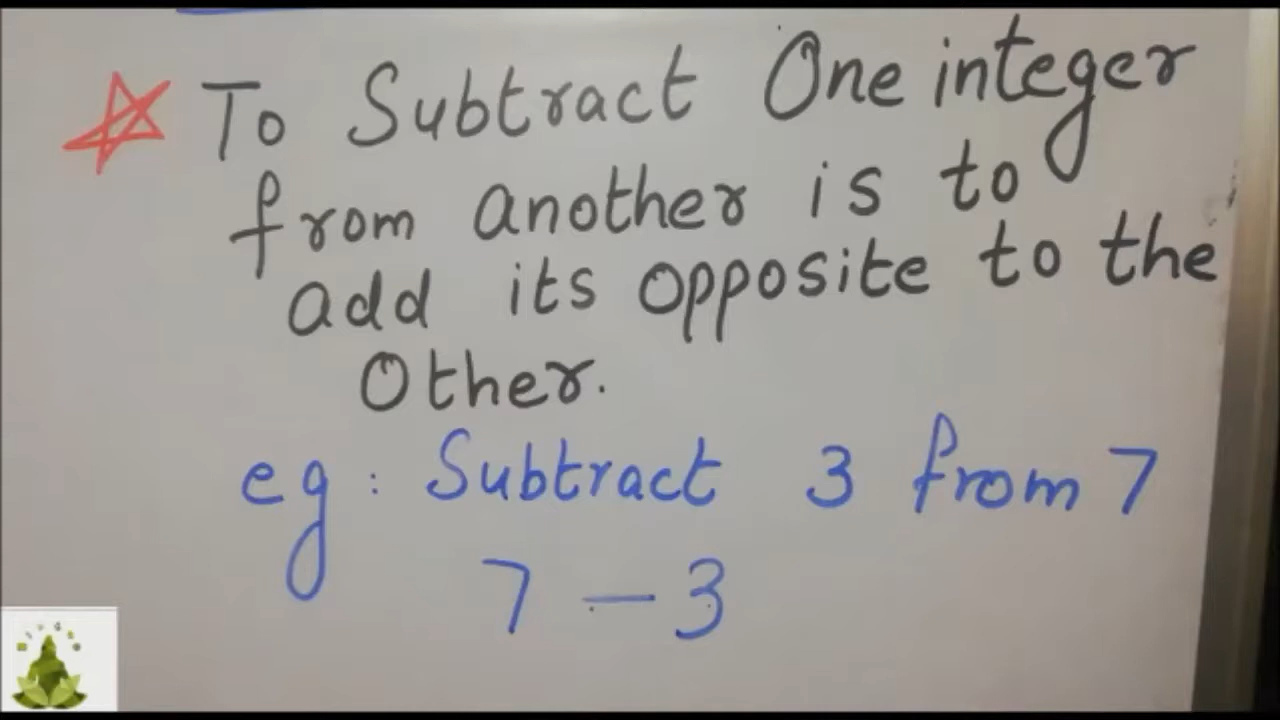 To Subtract One integer
from another is to
add its opposite to the
Other.
eg: Subtract 3 from 7
7 – 3